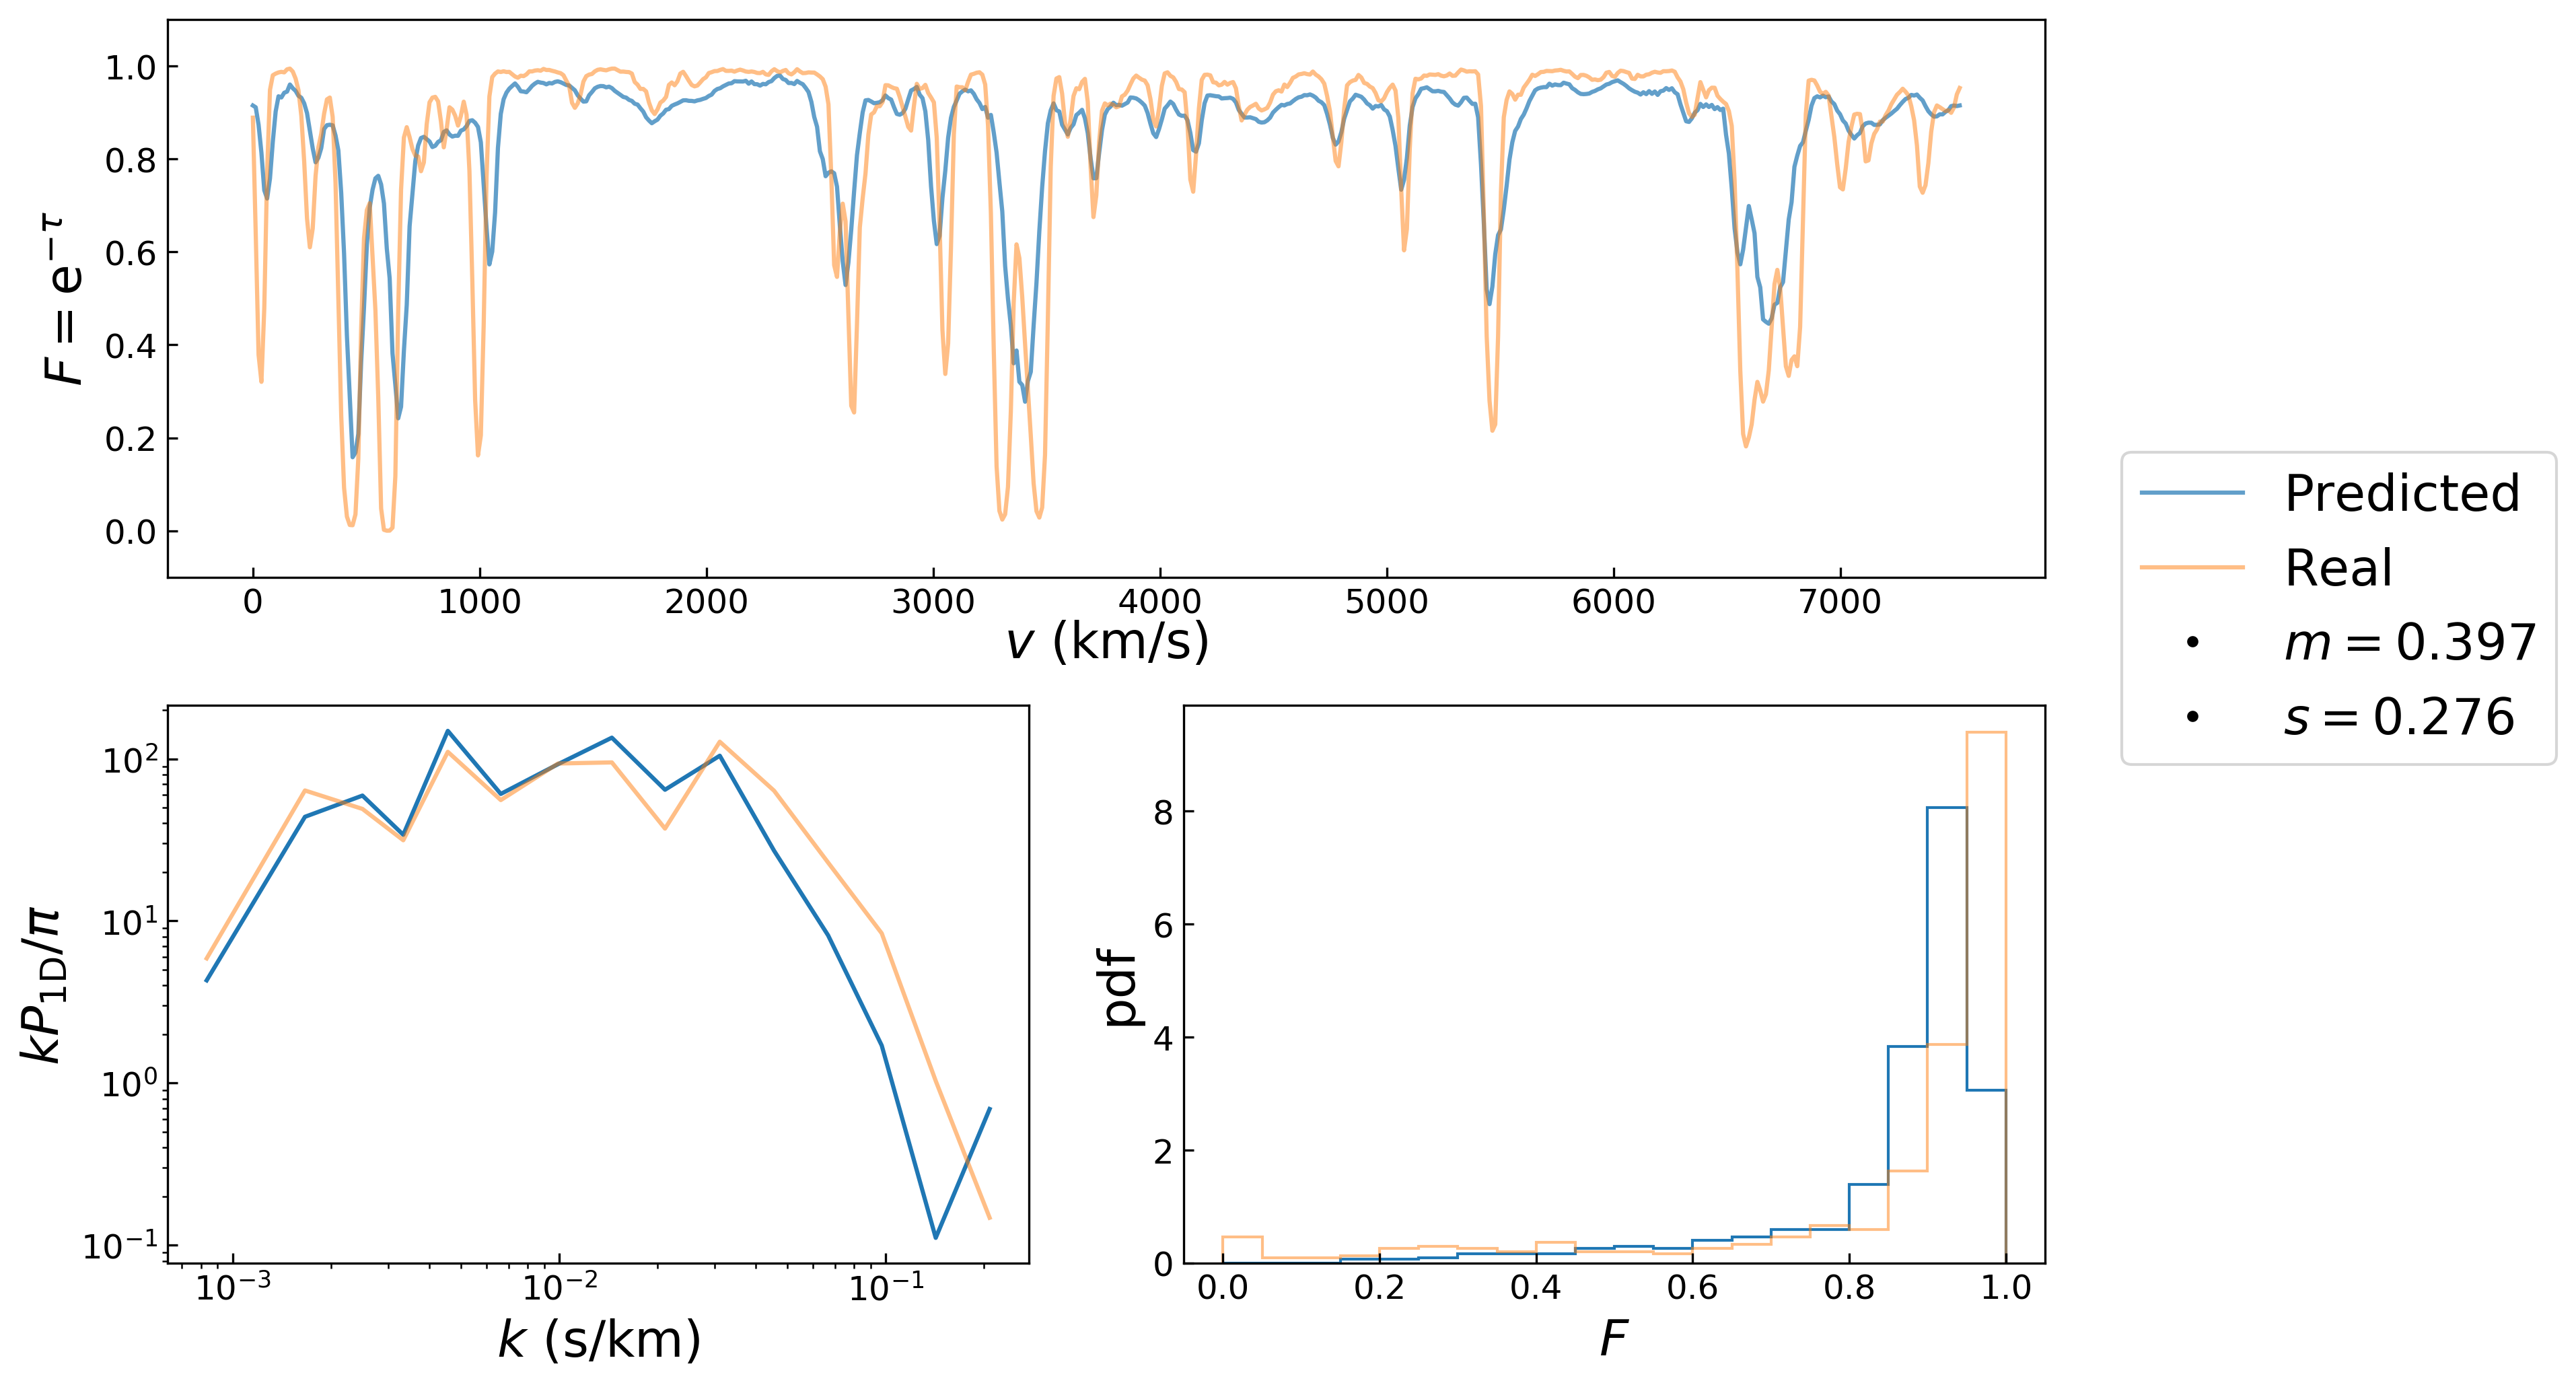 F = e^{-τ}
1.0
0.8
0.6
0.4
0.2
0.0
0 1000 2000 3000 4000 5000 6000 7000
v (km/s)
Predicted
Real
m = 0.397
s = 0.276
kP_{1D}/π
10^2
10^1
10^0
10^{-1}
10^{-3} 10^{-2} 10^{-1}
k (s/km)
pdf
8
6
4
2
0
0.0 0.2 0.4 0.6 0.8 1.0
F